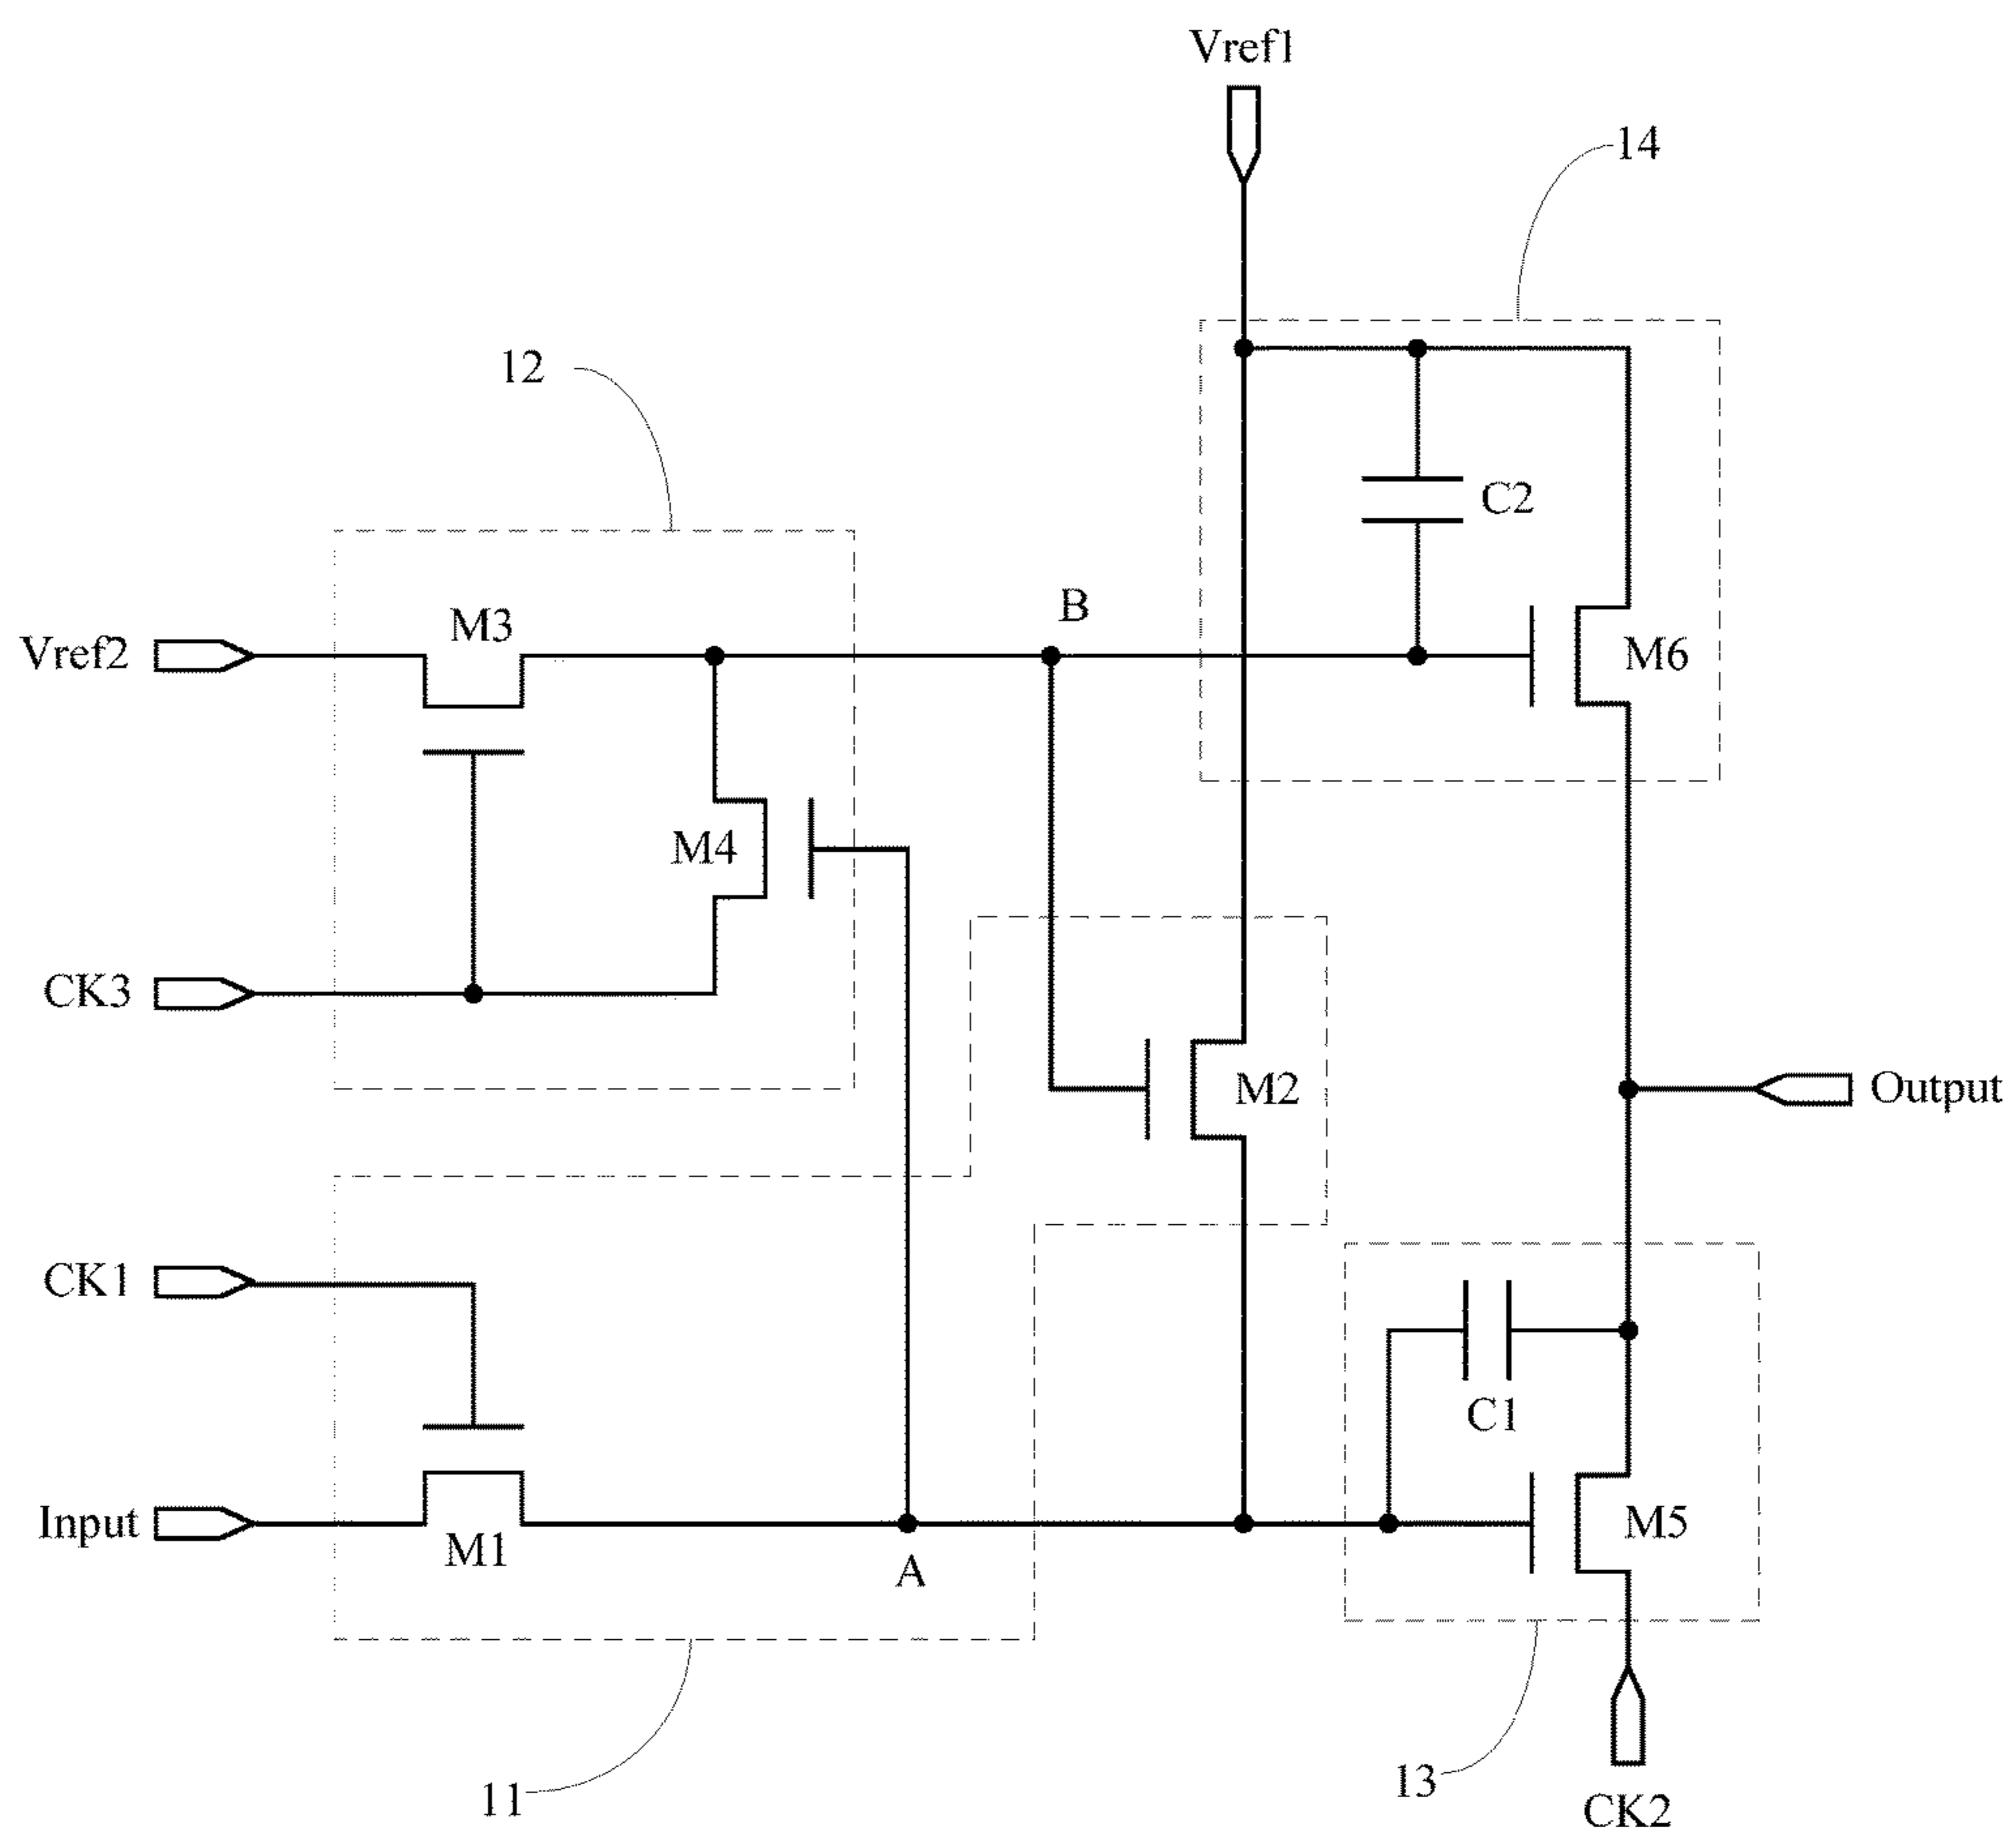 Vref1
14
12
C2
B
M3
Vref2
M6
M4
CK3
M2
Output
CK1
C1
Input
M1
M5
A
13
11
CK2